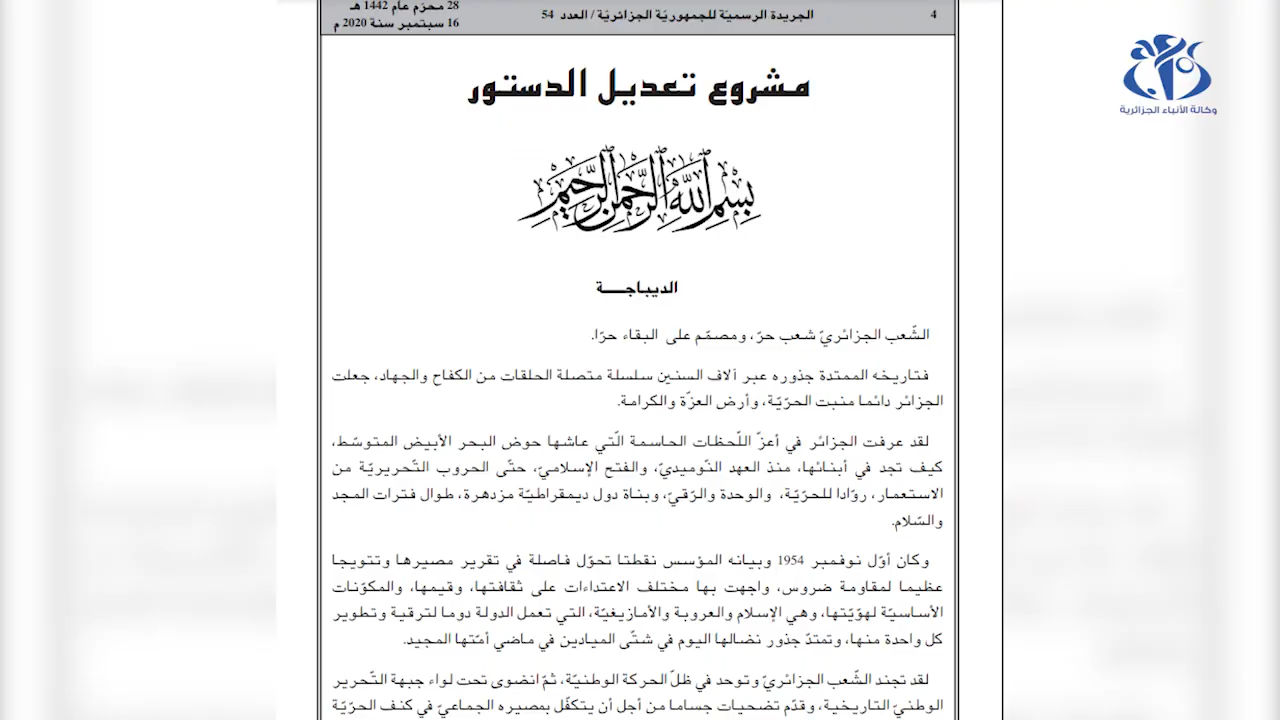 28 محرّم عام 1442 هـ
16 سبتمبر سنة 2020 م
الجريدة الرسميّة للجمهوريّة الجزائريّة / العدد 54
4
وكالة الأنباء الجزائرية
مشروع تعديل الدستور
بسم الله الرحمن الرحيم
الديباجـــــة
الشّعب الجزائريّ شعب حرّ، ومصمّم على البقاء حرّا.
فتاريخه الممتدة جذوره عبر آلاف السنين سلسلة متصلة الحلقات من الكفاح والجهاد، جعلت
الجزائر دائما منبت الحرّيّة، وأرض العزّة والكرامة.
لقد عرفت الجزائر في أعزّ اللّحظات الحاسمة الّتي عاشها حوض البحر الأبيض المتوسّط،
كيف تجد في أبنائها، منذ العهد النّوميديّ، والفتح الإسلاميّ، حتّى الحروب التّحريريّة من
الاستعمار، روّادا للحرّيّة، والوحدة والرّقيّ، وبناة دول ديمقراطيّة مزدهرة، طوال فترات المجد
والسّلام.
وكان أوّل نوفمبر 1954 وبيانه المؤسس نقطتا تحوّل فاصلة في تقرير مصيرها وتتويجا
عظيما لمقاومة ضروس، واجهت بها مختلف الاعتداءات على ثقافتها، وقيمها، والمكوّنات
الأساسيّة لهوّيّتها، وهي الإسلام والعروبة والأمازيغيّة، التي تعمل الدولة دوما لترقية وتطوير
كل واحدة منها، وتمتدّ جذور نضالها اليوم في شتّى الميادين في ماضي أمّتها المجيد.
لقد تجند الشّعب الجزائريّ وتوحد في ظلّ الحركة الوطنيّة، ثمّ انضوى تحت لواء جبهة التّحرير
الوطنيّ التاريخية، وقدّم تضحيات جساما من أجل أن يتكفّل بمصيره الجماعيّ في كنف الحرّيّة